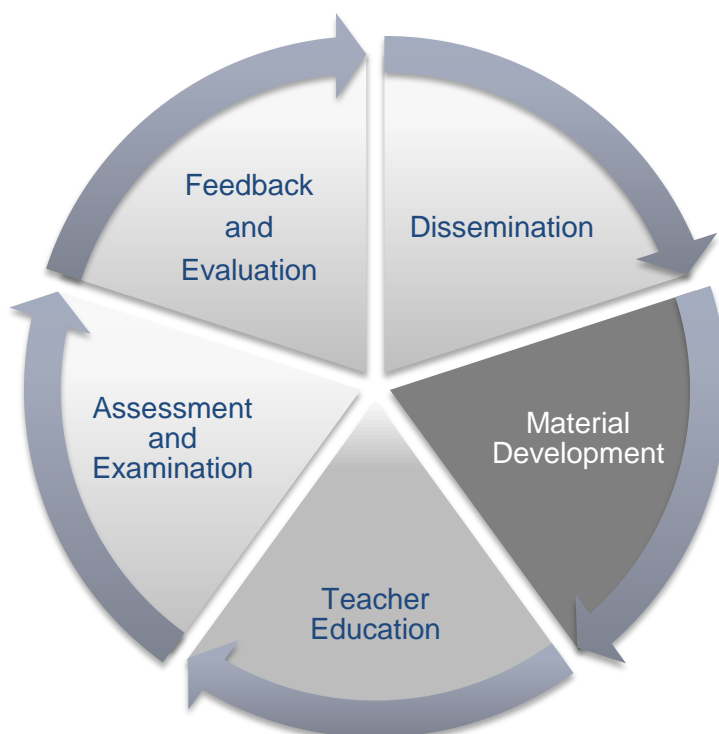 Feedback
and
Evaluation
Dissemination
Material
Development
Teacher
Education
Assessment
and
Examination